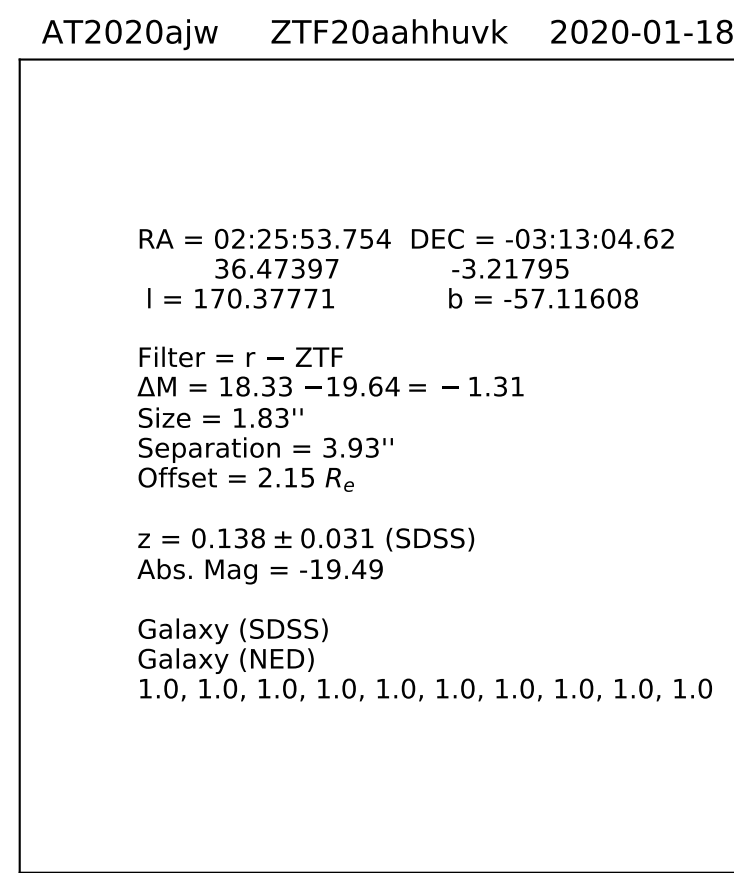 AT2020ajw ZTF20aahhuvk 2020-01-18
RA = 02:25:53.754 DEC = -03:13:04.62
36.47397 -3.21795
l = 170.37771 b = -57.11608
Filter = r − ZTF
ΔM = 18.33 −19.64 = − 1.31
Size = 1.83''
Separation = 3.93''
Offset = 2.15 Rₑ
z = 0.138 ± 0.031 (SDSS)
Abs. Mag = -19.49
Galaxy (SDSS)
Galaxy (NED)
1.0, 1.0, 1.0, 1.0, 1.0, 1.0, 1.0, 1.0, 1.0, 1.0